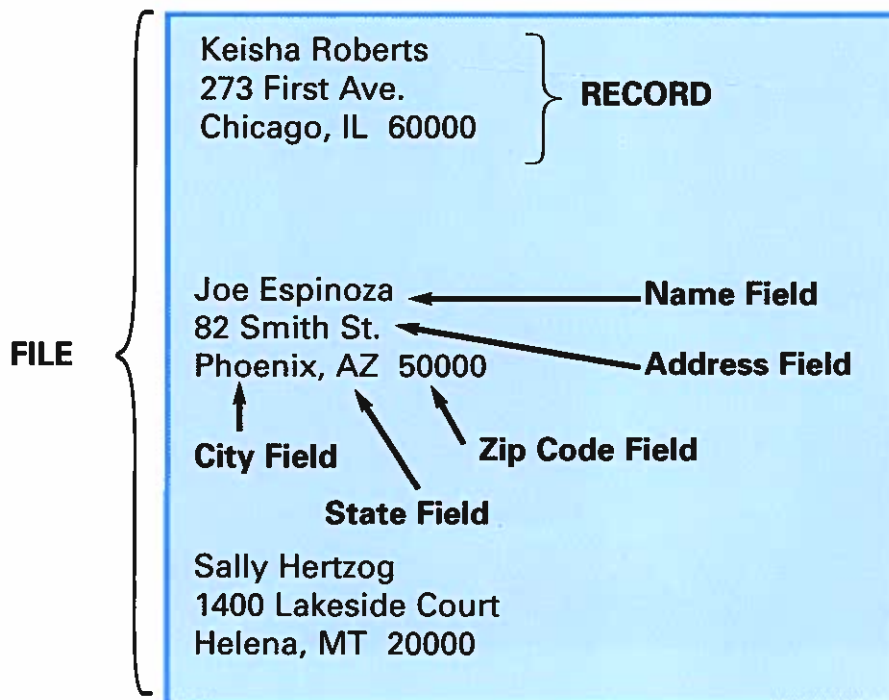 Keisha Roberts
273 First Ave.
Chicago, IL 60000
RECORD
Joe Espinoza
Name Field
82 Smith St.
FILE
Phoenix, AZ 50000
Address Field
City Field
Zip Code Field
State Field
Sally Hertzog
1400 Lakeside Court
Helena, MT 20000